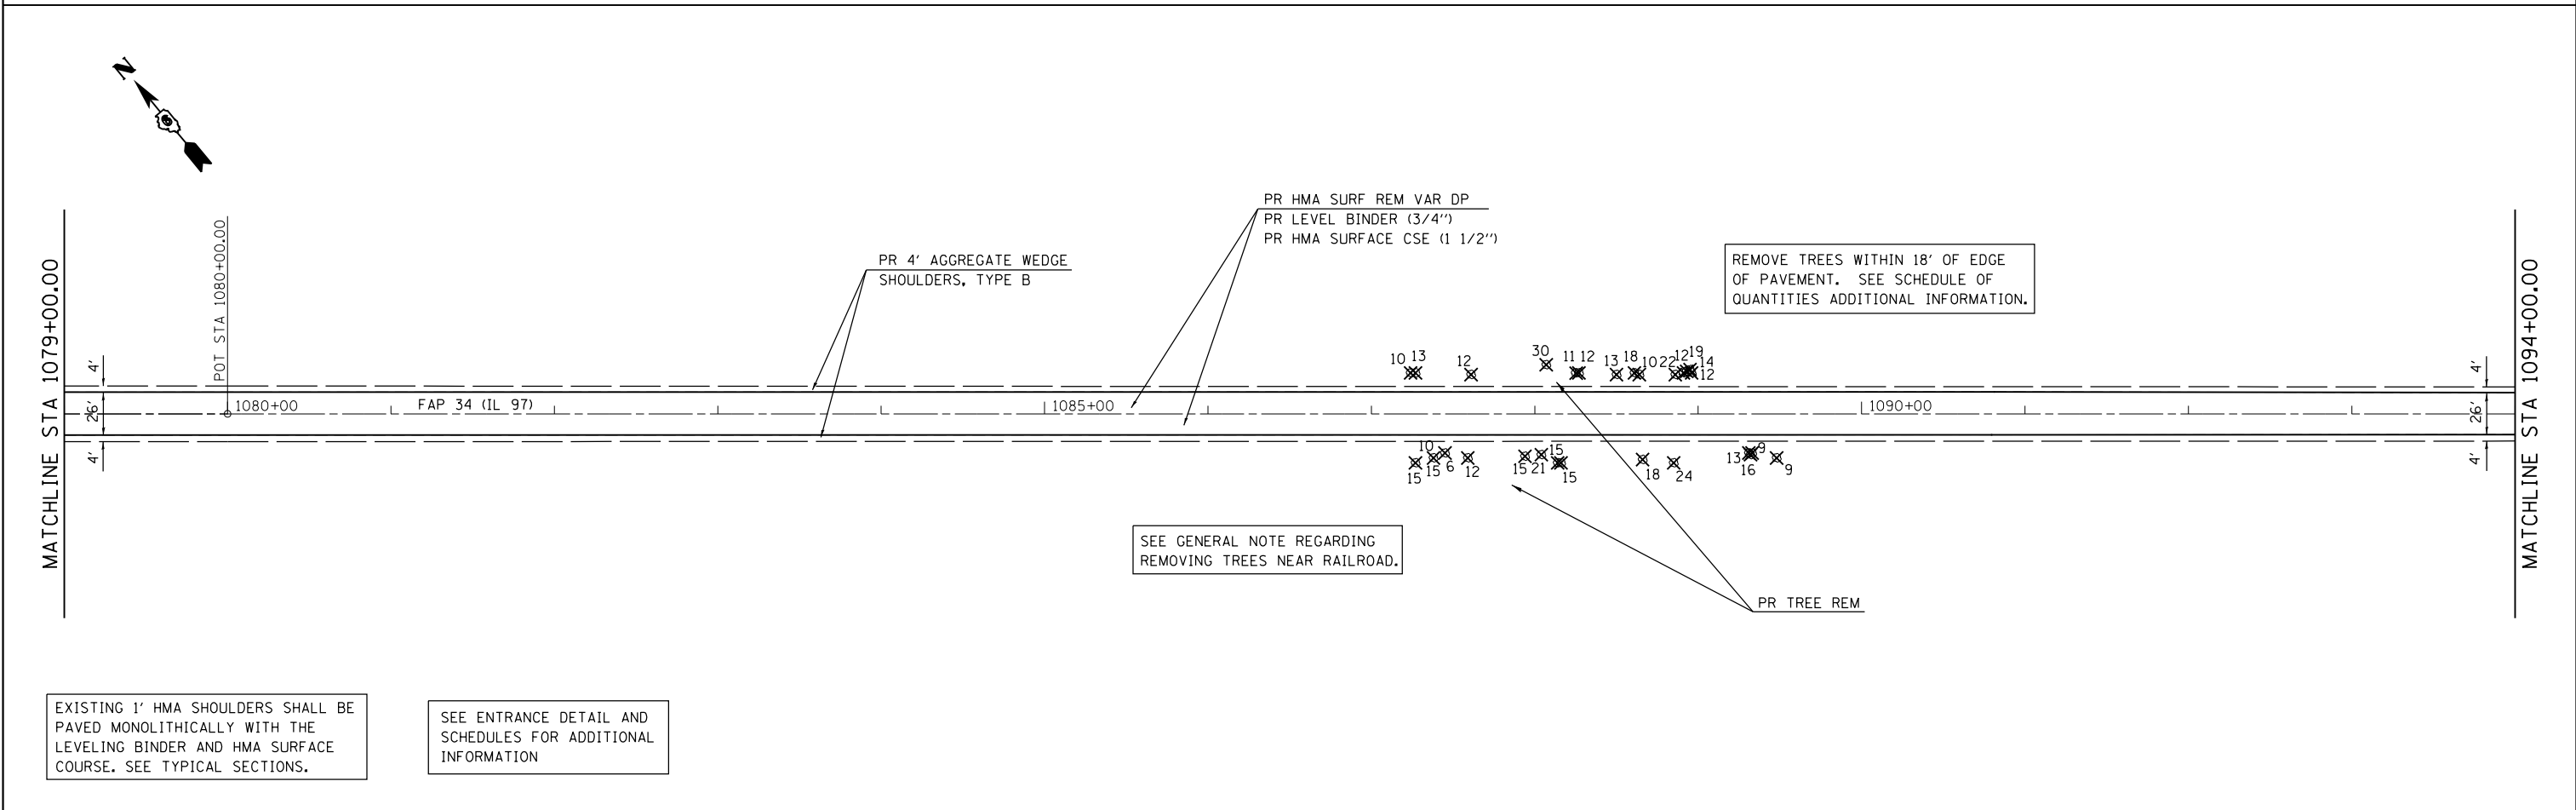 N
PR HMA SURF REM VAR DP
PR LEVEL BINDER (3/4'')
PR HMA SURFACE CSE (1 1/2'')
PR 4' AGGREGATE WEDGE
SHOULDERS, TYPE B
REMOVE TREES WITHIN 18' OF EDGE
OF PAVEMENT. SEE SCHEDULE OF
QUANTITIES ADDITIONAL INFORMATION.
MATCHLINE STA 1079+00.00
POT STA 1080+00.00
MATCHLINE STA 1094+00.00
4'
26'
4'
1080+00
FAP 34 (IL 97)
1085+00
1090+00
4'
26'
4'
10 13
12
30
11 12
13 18
10 22
12 19
14
12
10
15
15
6
12
15 21
15
15
18
24
13
9
16
9
SEE GENERAL NOTE REGARDING
REMOVING TREES NEAR RAILROAD.
PR TREE REM
EXISTING 1' HMA SHOULDERS SHALL BE
PAVED MONOLITHICALLY WITH THE
LEVELING BINDER AND HMA SURFACE
COURSE. SEE TYPICAL SECTIONS.
SEE ENTRANCE DETAIL AND
SCHEDULES FOR ADDITIONAL
INFORMATION